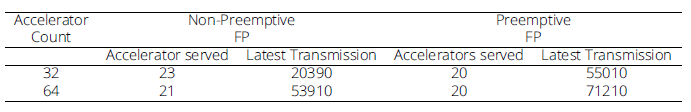 Accelerator Non-Preemptive Preemptive
Count FP FP
Accelerator served Latest Transmission Accelerators served Latest Transmission
32 23 20390 20 55010
64 21 53910 20 71210